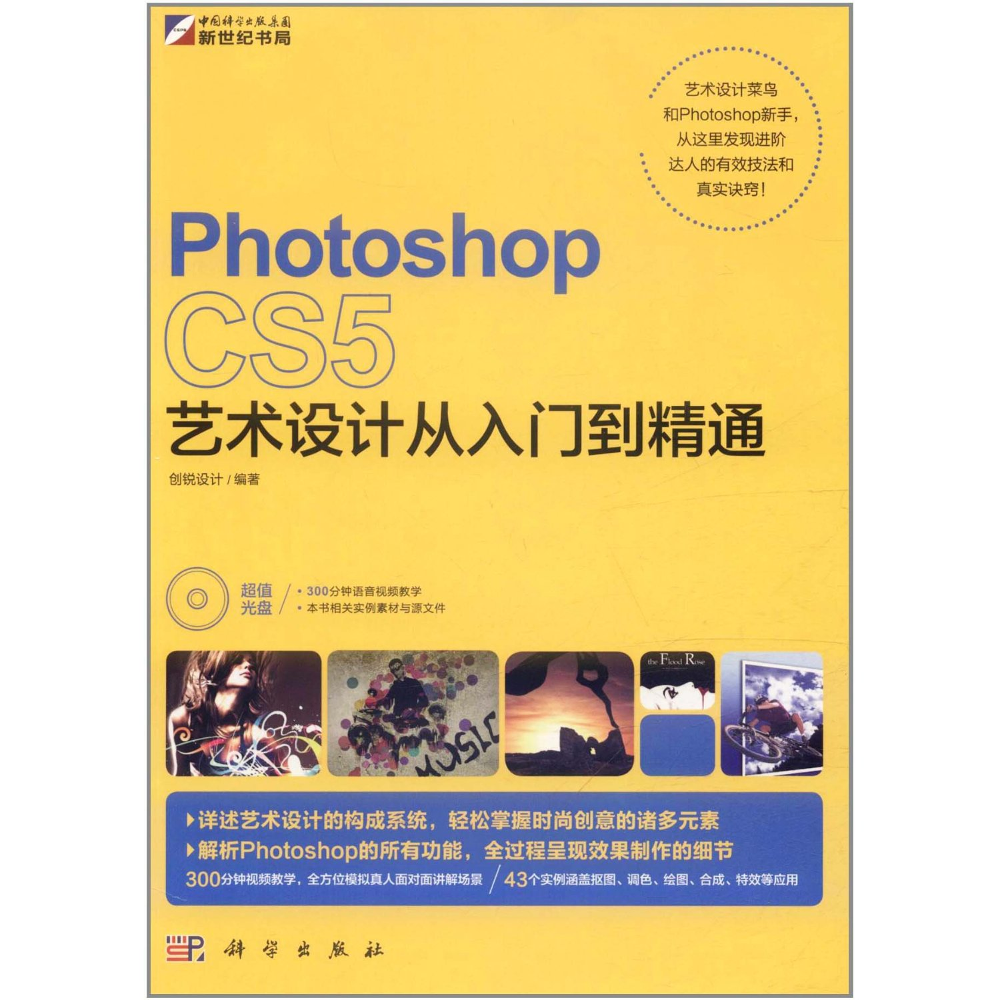 中国科学出版集团
新世纪书局
艺术设计菜鸟
和Photoshop新手，
从这里发现进阶
达人的有效技法和
真实诀窍！
Photoshop
CS5
艺术设计从入门到精通
创锐设计 / 编著
超值
光盘
• 300分钟语音视频教学
• 本书相关实例素材与源文件
the Flood Rose
MUSIC
详述艺术设计的构成系统，轻松掌握时尚创意的诸多元素
解析Photoshop的所有功能，全过程呈现效果制作的细节
300分钟视频教学，全方位模拟真人面对面讲解场景 / 43个实例涵盖抠图、调色、绘图、合成、特效等应用
科学出版社